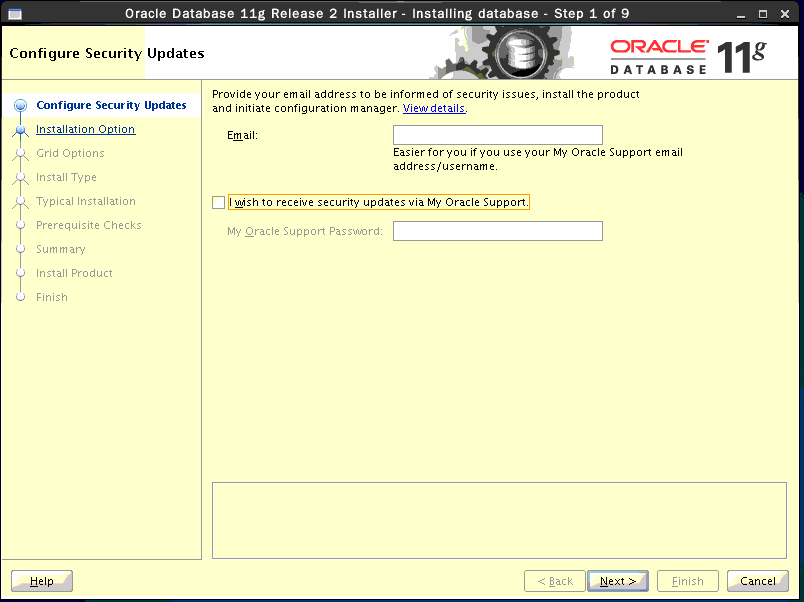 Oracle Database 11g Release 2 Installer - Installing database - Step 1 of 9
Configure Security Updates
ORACLE
DATABASE
11g
Configure Security Updates
Installation Option
Grid Options
Install Type
Typical Installation
Prerequisite Checks
Summary
Install Product
Finish
Provide your email address to be informed of security issues, install the product
and initiate configuration manager. View details.
Email:
Easier for you if you use your My Oracle Support email
address/username.
I wish to receive security updates via My Oracle Support.
My Oracle Support Password:
Help
< Back
Next >
Finish
Cancel